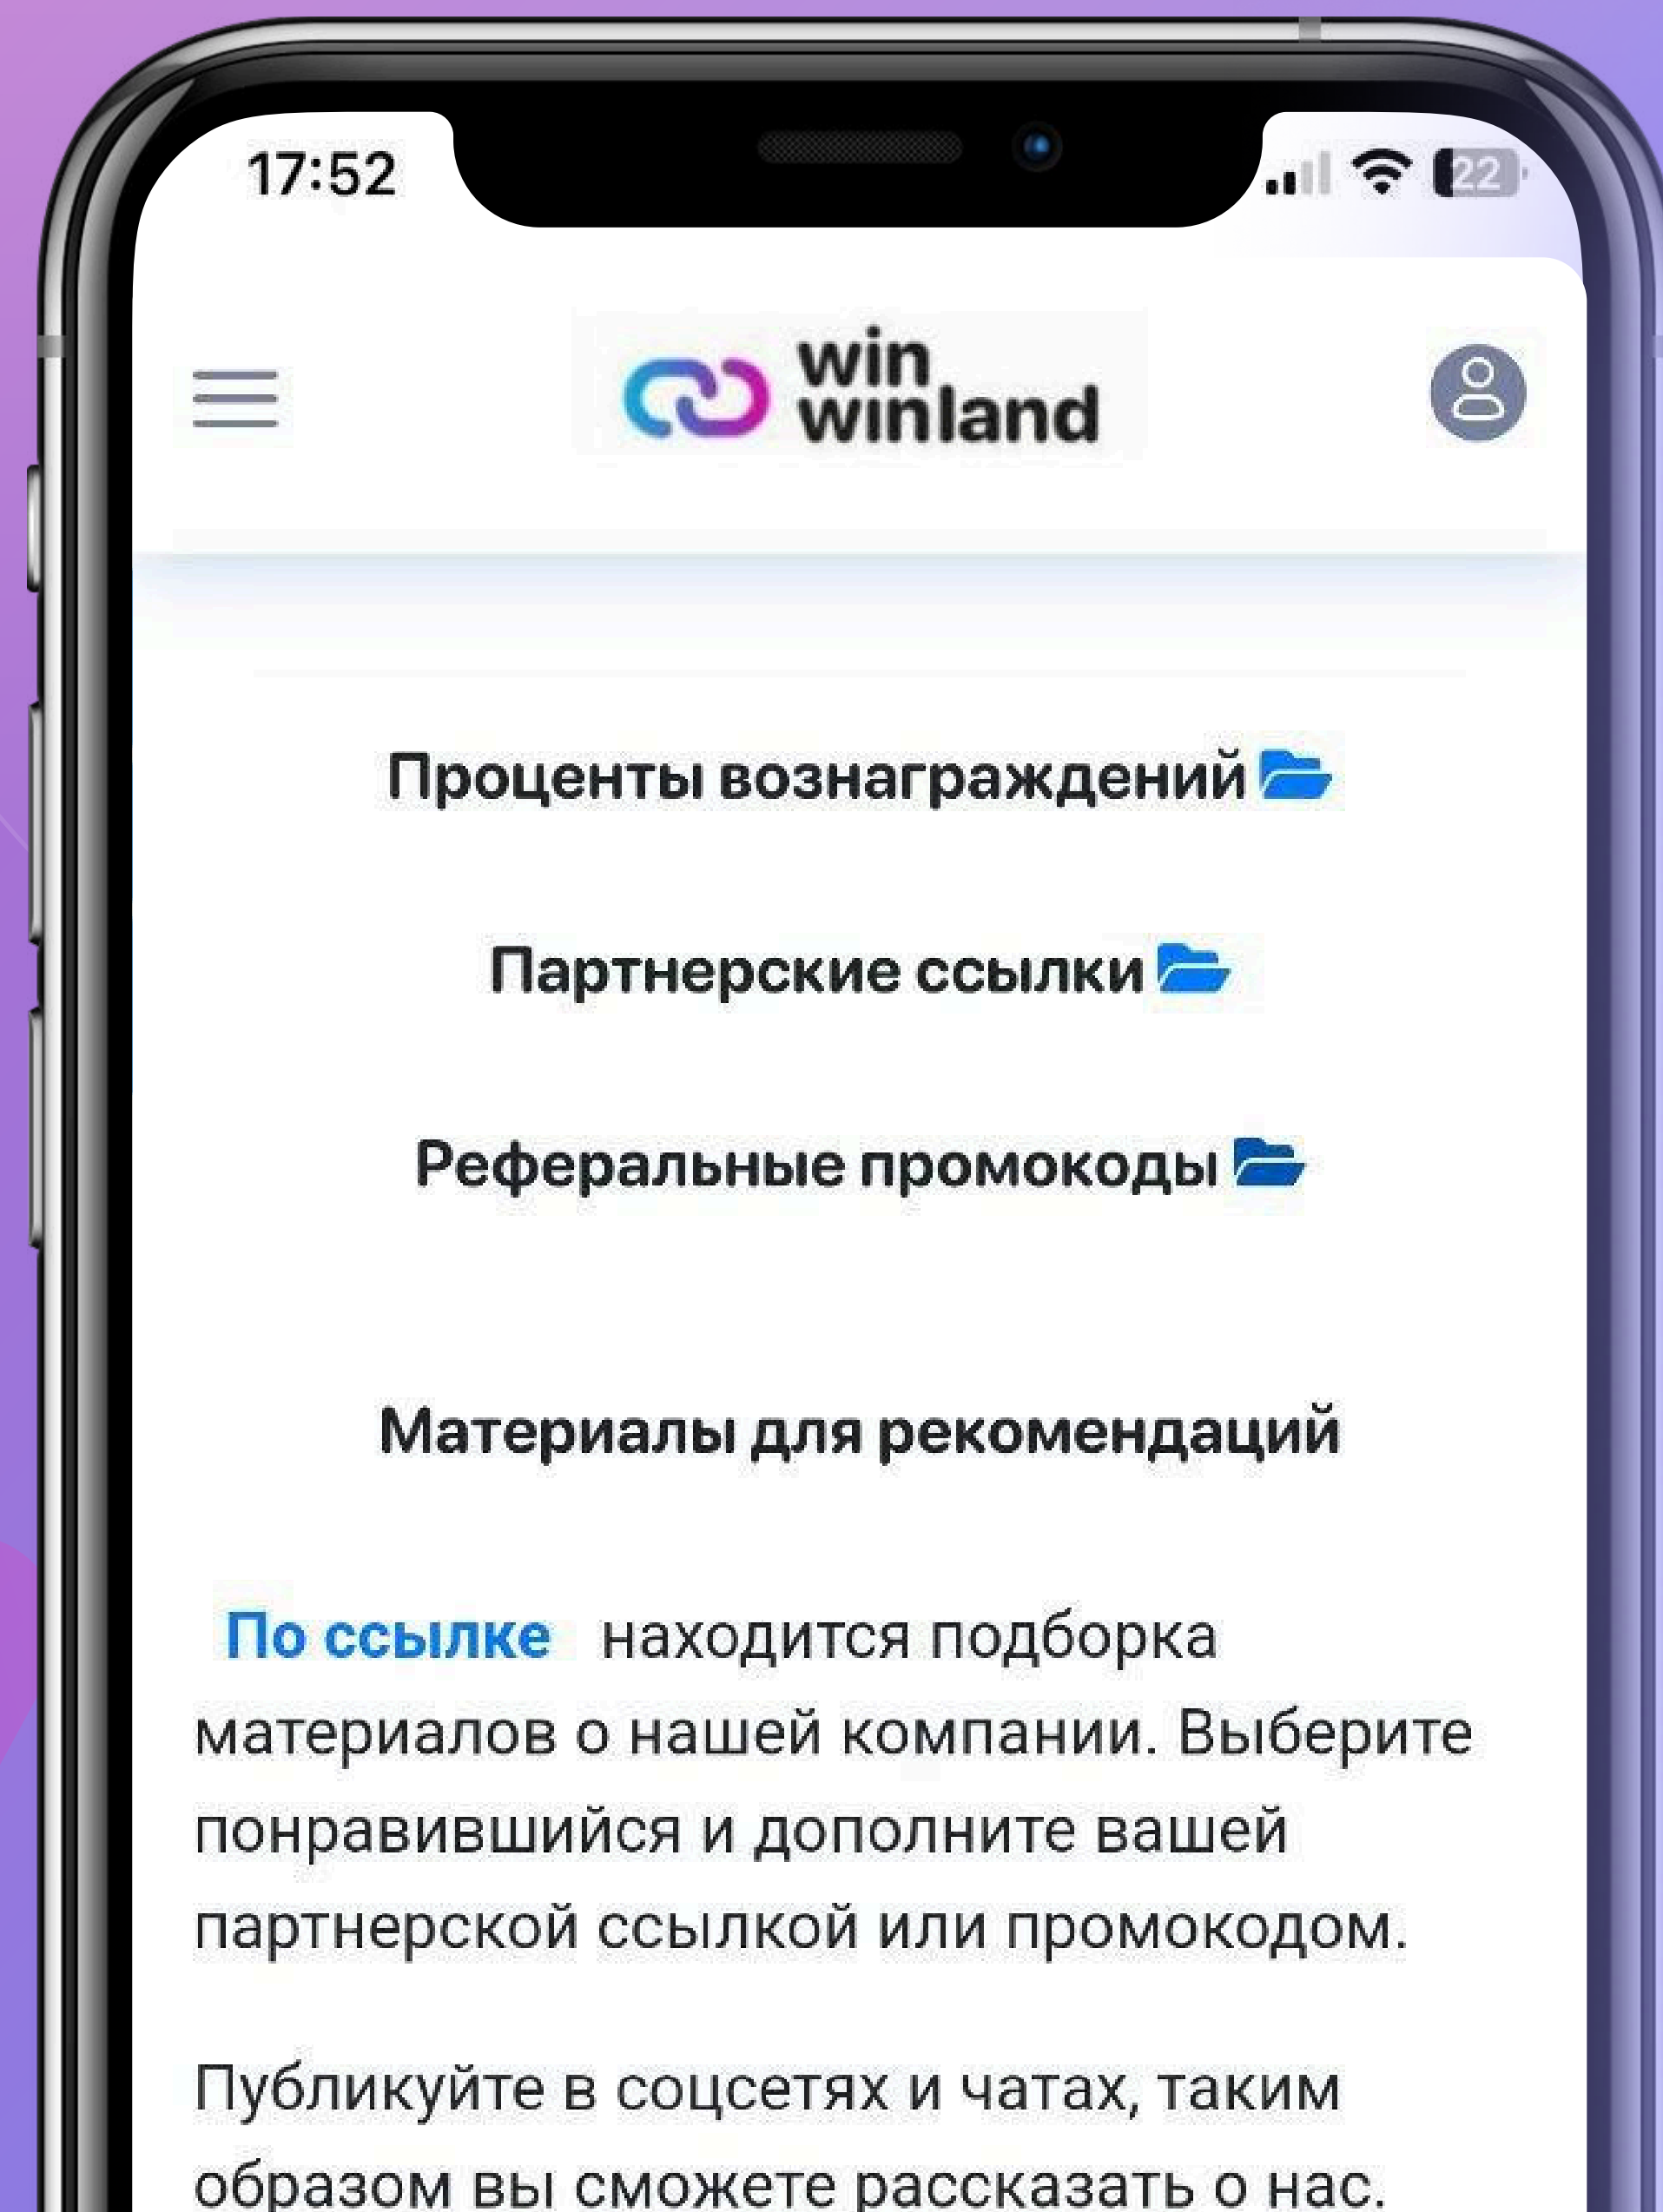 17:52
22
win
winland
Проценты вознаграждений
Партнерские ссылки
Реферальные промокоды
Материалы для рекомендаций
По ссылке находится подборка
материалов о нашей компании. Выберите
понравившийся и дополните вашей
партнерской ссылкой или промокодом.
Публикуйте в соцсетях и чатах, таким
образом вы сможете рассказать о нас.